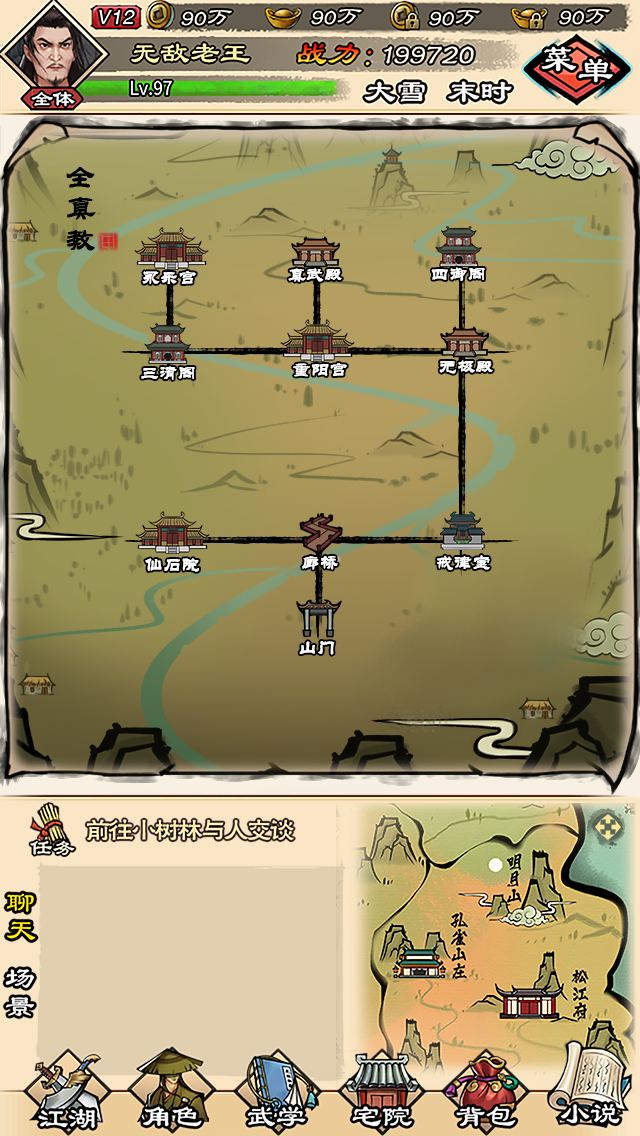 V12 90万 90万 90万 90万
无敌老王 战力：199720
菜单
全体 Lv.97 大雪 末时
全真教
永乐宫 真武殿 四御阁
三清阁 重阳宫 无极殿
仙石院 廊桥 戒律堂
山门
任务 前往小树林与人交谈
明月山
孔雀山庄
松江府
聊天
场景
江湖 角色 武学 宅院 背包 小说